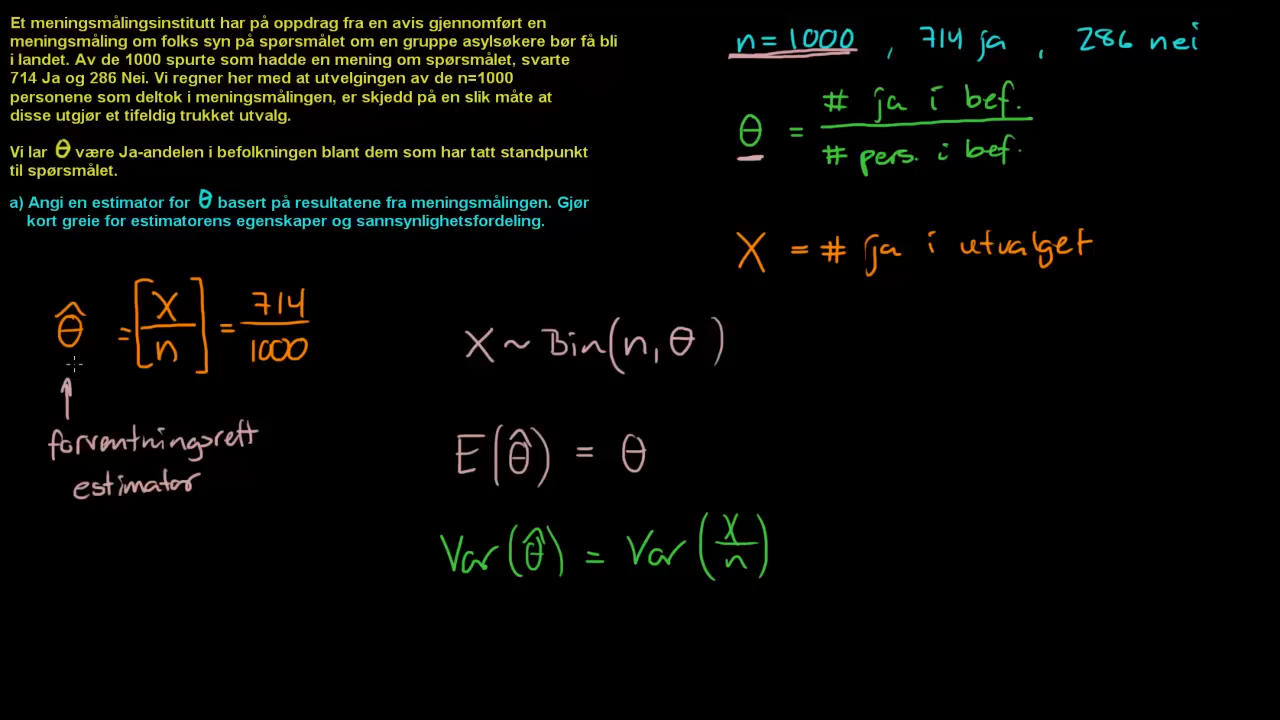 Et meningsmålingsinstitutt har på oppdrag fra en avis gjennomført en
meningsmåling om folks syn på spørsmålet om en gruppe asylsøkere bør få bli
i landet. Av de 1000 spurte som hadde en mening om spørsmålet, svarte
714 Ja og 286 Nei. Vi regner her med at utvelgingen av de n=1000
personene som deltok i meningsmålingen, er skjedd på en slik måte at
disse utgjør et tifeldig trukket utvalg.
Vi lar θ være Ja-andelen i befolkningen blant dem som har tatt standpunkt
til spørsmålet.
a) Angi en estimator for θ basert på resultatene fra meningsmålingen. Gjør
kort greie for estimatorens egenskaper og sannsynlighetsfordeling.
n = 1000 , 714 ja , 286 nei
θ = # ja i bef. / # pers. i bef.
X = # ja i utvalget
θ̂ = [X/n] = 714/1000
forventningsrett
estimator
X ~ Bin(n, θ)
E(θ̂) = θ
Var(θ̂) = Var(X/n)